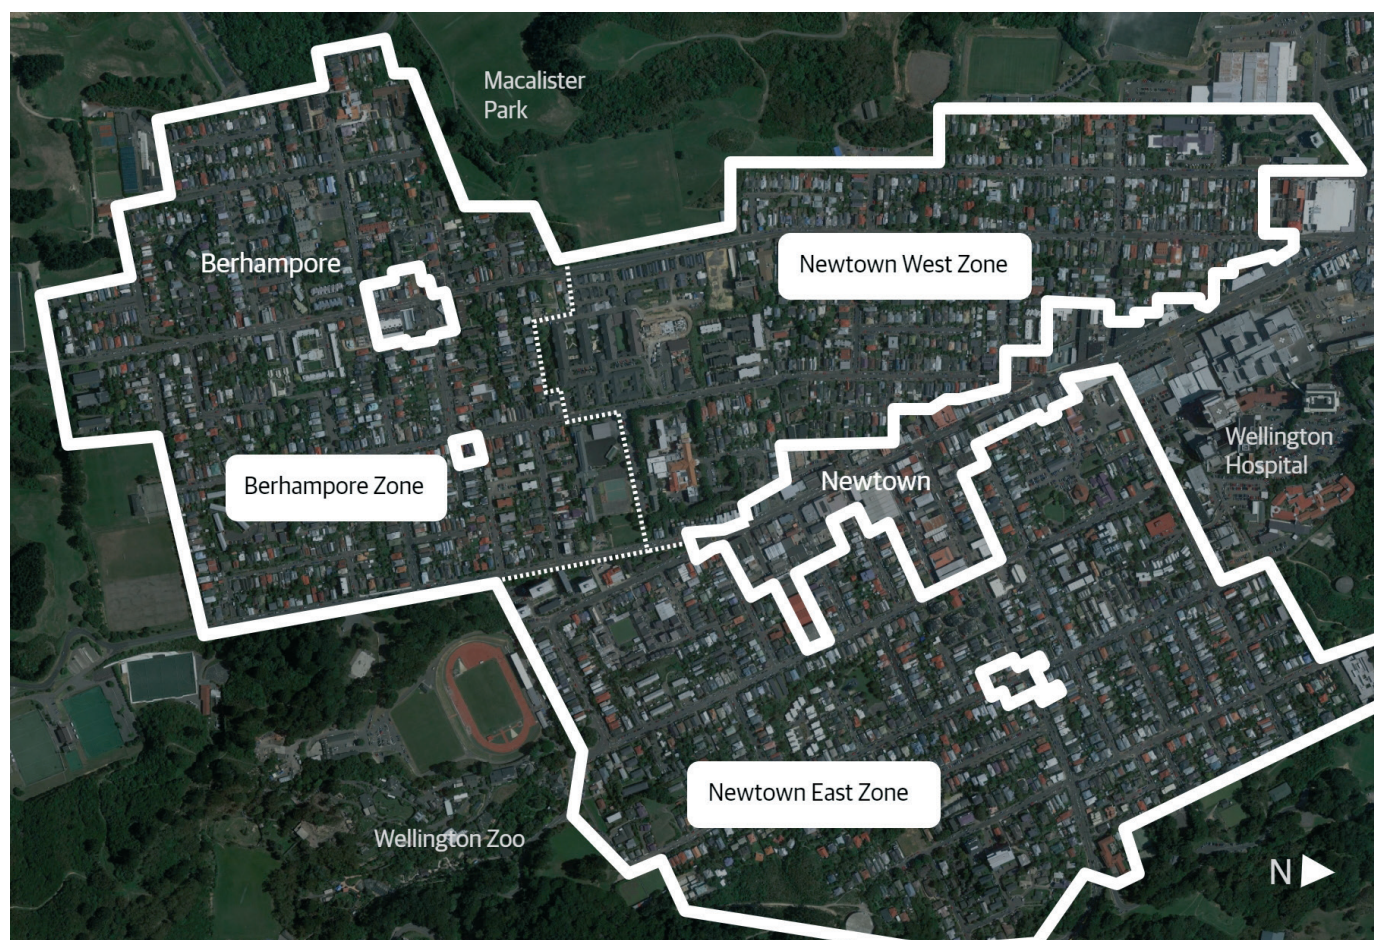 Macalister
Park
Berhampore
Newtown West Zone
Wellington
Hospital
Newtown
Berhampore Zone
Newtown East Zone
Wellington Zoo
N